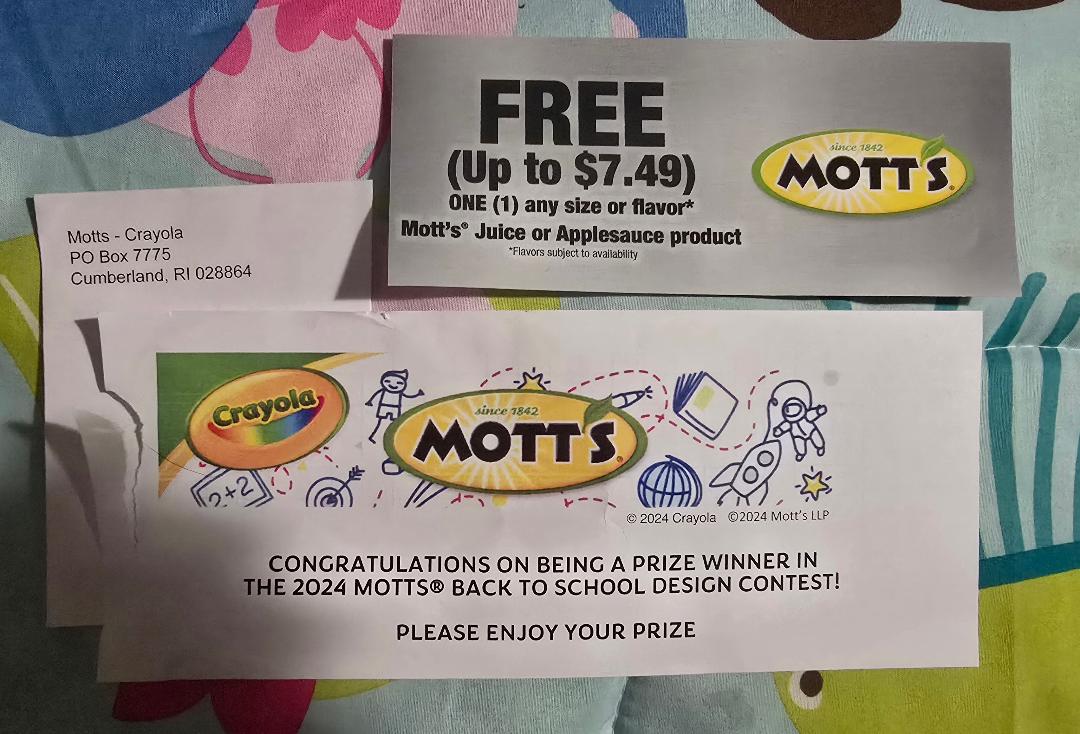 FREE
(Up to $7.49)
ONE (1) any size or flavor*
Mott's® Juice or Applesauce product
*Flavors subject to availability
since 1842
MOTT'S®
Motts - Crayola
PO Box 7775
Cumberland, RI 028864
Crayola
since 1842
MOTT'S®
2+2
© 2024 Crayola ©2024 Mott's LLP
CONGRATULATIONS ON BEING A PRIZE WINNER IN
THE 2024 MOTTS® BACK TO SCHOOL DESIGN CONTEST!
PLEASE ENJOY YOUR PRIZE